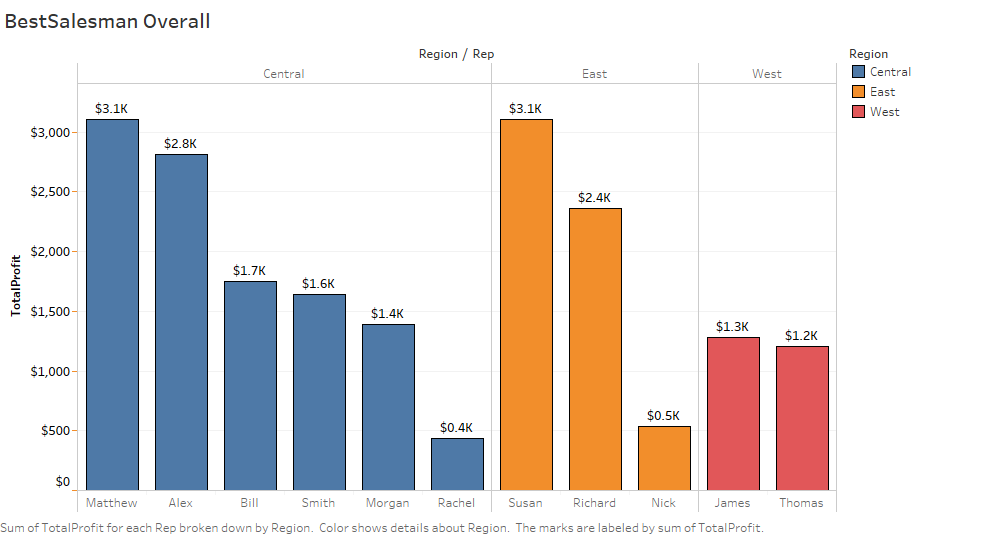 BestSalesman Overall
Region / Rep
Region
Central
East
West
Central
East
West
TotalProfit
$3,000
$2,500
$2,000
$1,500
$1,000
$500
$0
$3.1K
$2.8K
$1.7K
$1.6K
$1.4K
$0.4K
$3.1K
$2.4K
$0.5K
$1.3K
$1.2K
Matthew
Alex
Bill
Smith
Morgan
Rachel
Susan
Richard
Nick
James
Thomas
Sum of TotalProfit for each Rep broken down by Region.  Color shows details about Region.  The marks are labeled by sum of TotalProfit.